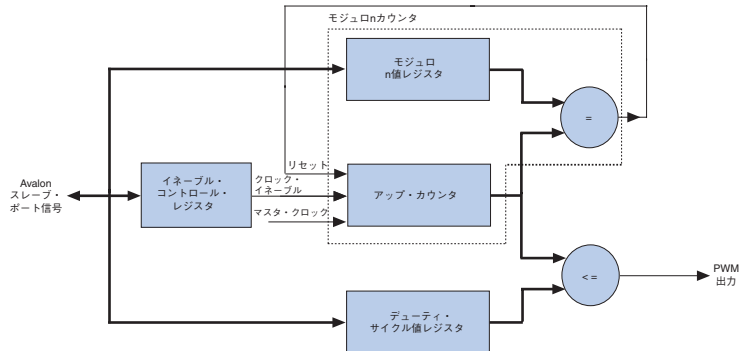 モジュロnカウンタ
モジュロ
n値レジスタ
=
リセット
Avalon
スレーブ・
ポート信号
イネーブル・
コントロール・
レジスタ
クロック・
イネーブル
マスタ・クロック
アップ・カウンタ
<=
PWM
出力
デューティ・
サイクル値レジスタ